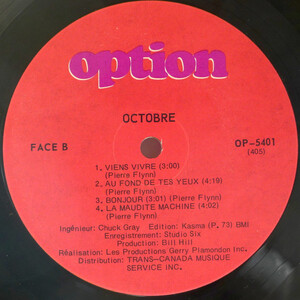 option
OCTOBRE
FACE B
OP-5401
(405)
1. VIENS VIVRE (3:00)
(Pierre Flynn)
2. AU FOND DE TES YEUX (4:19)
(Pierre Flynn)
3. BONJOUR (3:01) (Pierre Flynn)
4. LA MAUDITE MACHINE (4:02)
(Pierre Flynn)
Ingénieur: Chuck Gray Edition: Kasma (P. 73) BMI
Enregistrement: Studio Six
Production: Bill Hill
Réalisation: Les Productions Gerry Plamondon Inc.
Distribution: TRANS-CANADA MUSIQUE
SERVICE INC.